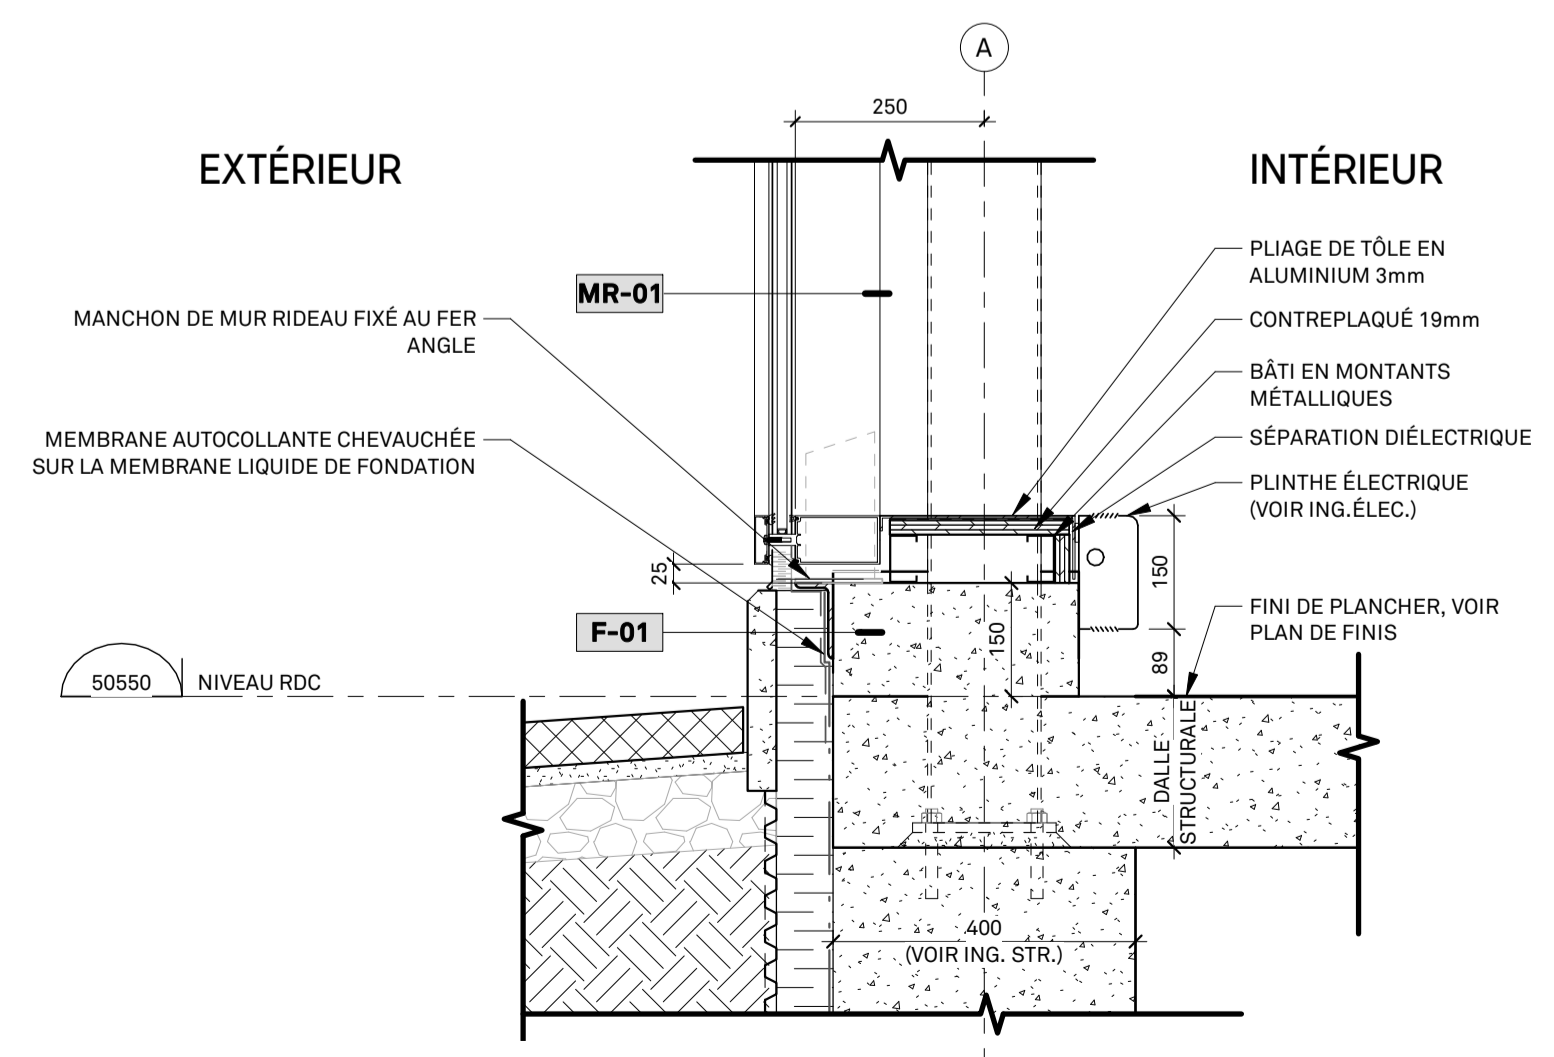 A
250
EXTÉRIEUR
INTÉRIEUR
PLIAGE DE TÔLE EN
ALUMINIUM 3mm
MR-01
MANCHON DE MUR RIDEAU FIXÉ AU FER
ANGLE
CONTREPLAQUÉ 19mm
BÂTI EN MONTANTS
MÉTALLIQUES
MEMBRANE AUTOCOLLANTE CHEVAUCHÉE
SUR LA MEMBRANE LIQUIDE DE FONDATION
SÉPARATION DIÉLECTRIQUE
PLINTHE ÉLECTRIQUE
(VOIR ING.ÉLEC.)
25
150
F-01
150
FINI DE PLANCHER, VOIR
PLAN DE FINIS
89
50550
NIVEAU RDC
DALLE
STRUCTURALE
400
(VOIR ING. STR.)